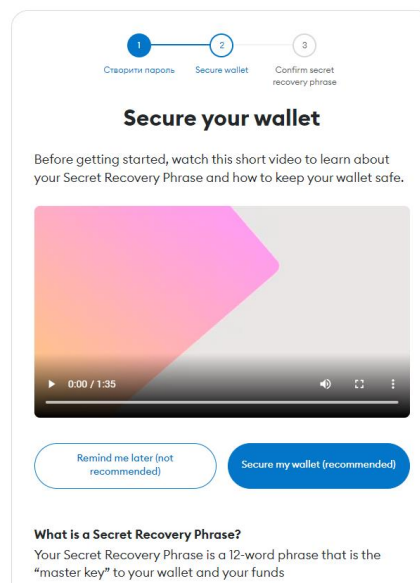 1
2
3
Створити пароль
Secure wallet
Confirm secret
recovery phrase
Secure your wallet
Before getting started, watch this short video to learn about
your Secret Recovery Phrase and how to keep your wallet safe.
0:00 / 1:35
Remind me later (not
recommended)
Secure my wallet (recommended)
What is a Secret Recovery Phrase?
Your Secret Recovery Phrase is a 12-word phrase that is the
“master key” to your wallet and your funds